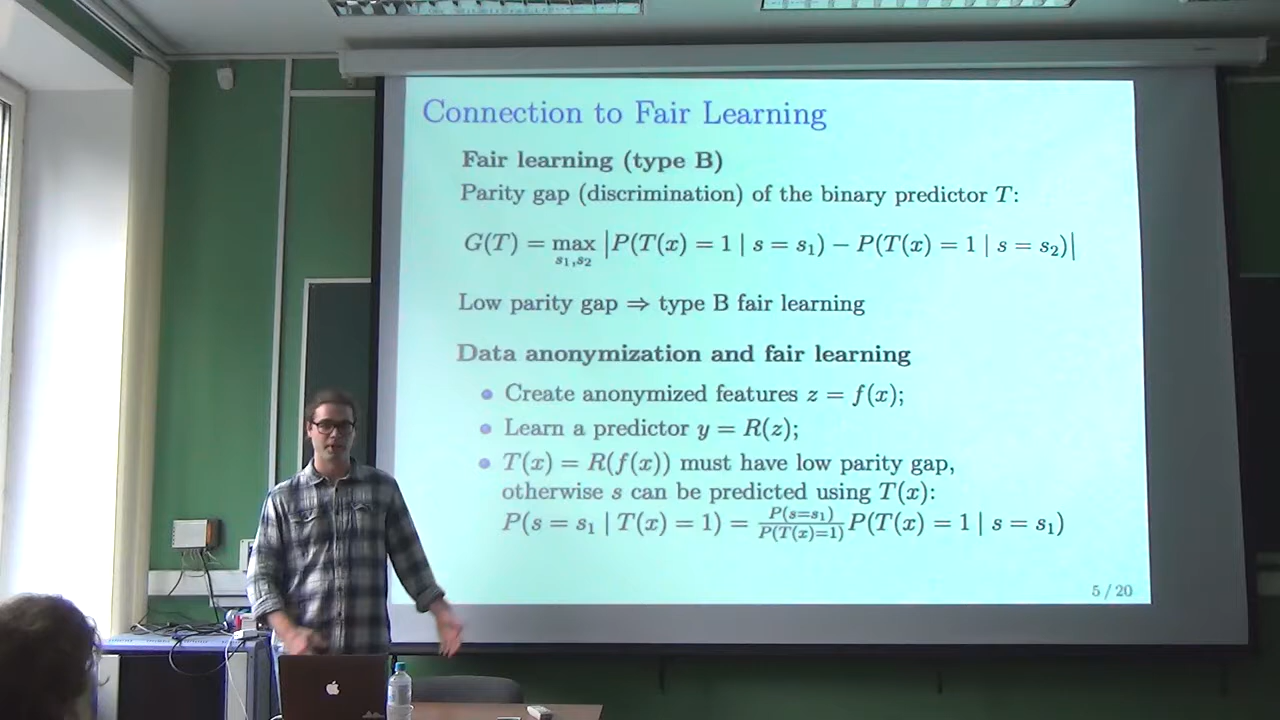 Connection to Fair Learning
Fair learning (type B)
Parity gap (discrimination) of the binary predictor T:
G(T) = max_{s₁,s₂} |P(T(x) = 1 | s = s₁) − P(T(x) = 1 | s = s₂)|
Low parity gap ⇒ type B fair learning
Data anonymization and fair learning
• Create anonymized features z = f(x);
• Learn a predictor y = R(z);
• T(x) = R(f(x)) must have low parity gap,
otherwise s can be predicted using T(x):
P(s = s₁ | T(x) = 1) = P(s=s₁)/P(T(x)=1) P(T(x) = 1 | s = s₁)
5 / 20